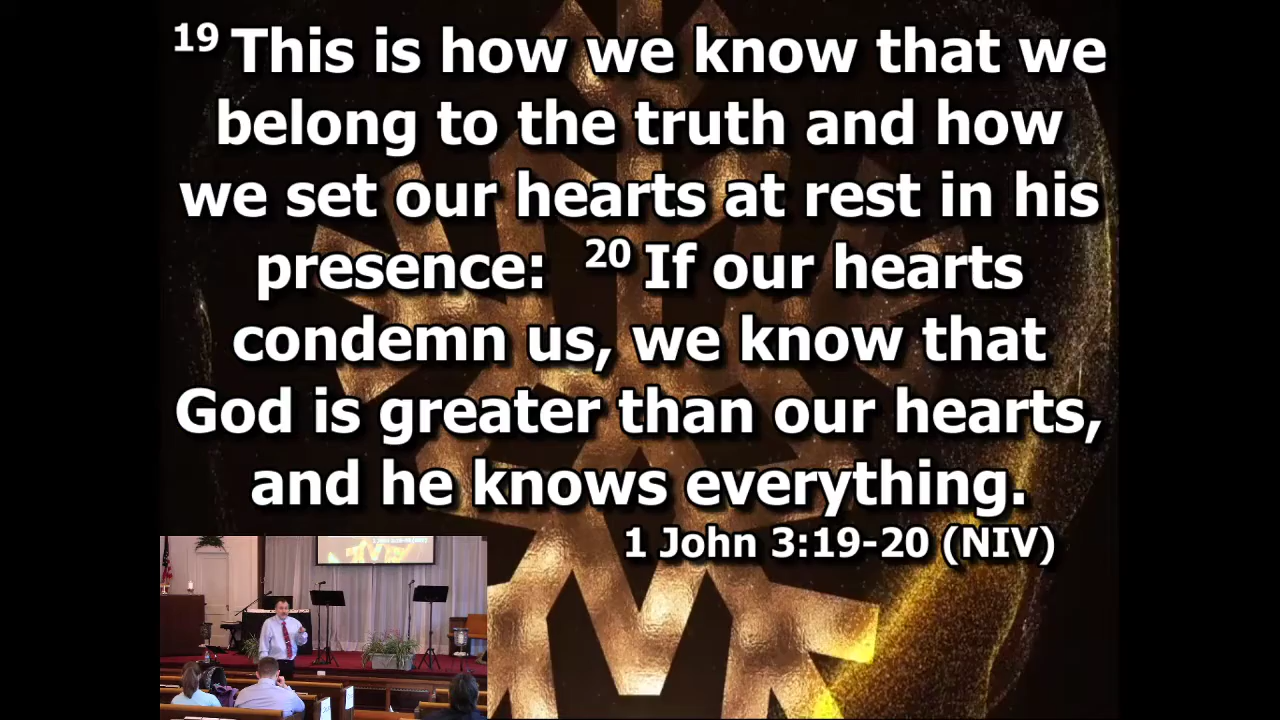 19 This is how we know that we
belong to the truth and how
we set our hearts at rest in his
presence: 20 If our hearts
condemn us, we know that
God is greater than our hearts,
and he knows everything.
1 John 3:19-20 (NIV)